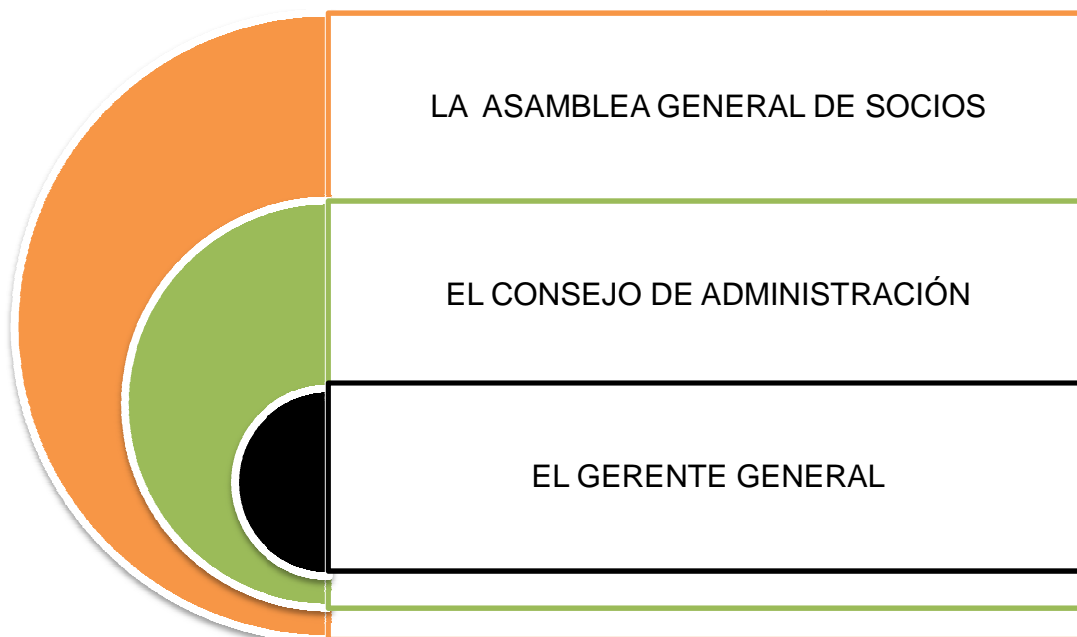 LA ASAMBLEA GENERAL DE SOCIOS
EL CONSEJO DE ADMINISTRACIÓN
EL GERENTE GENERAL